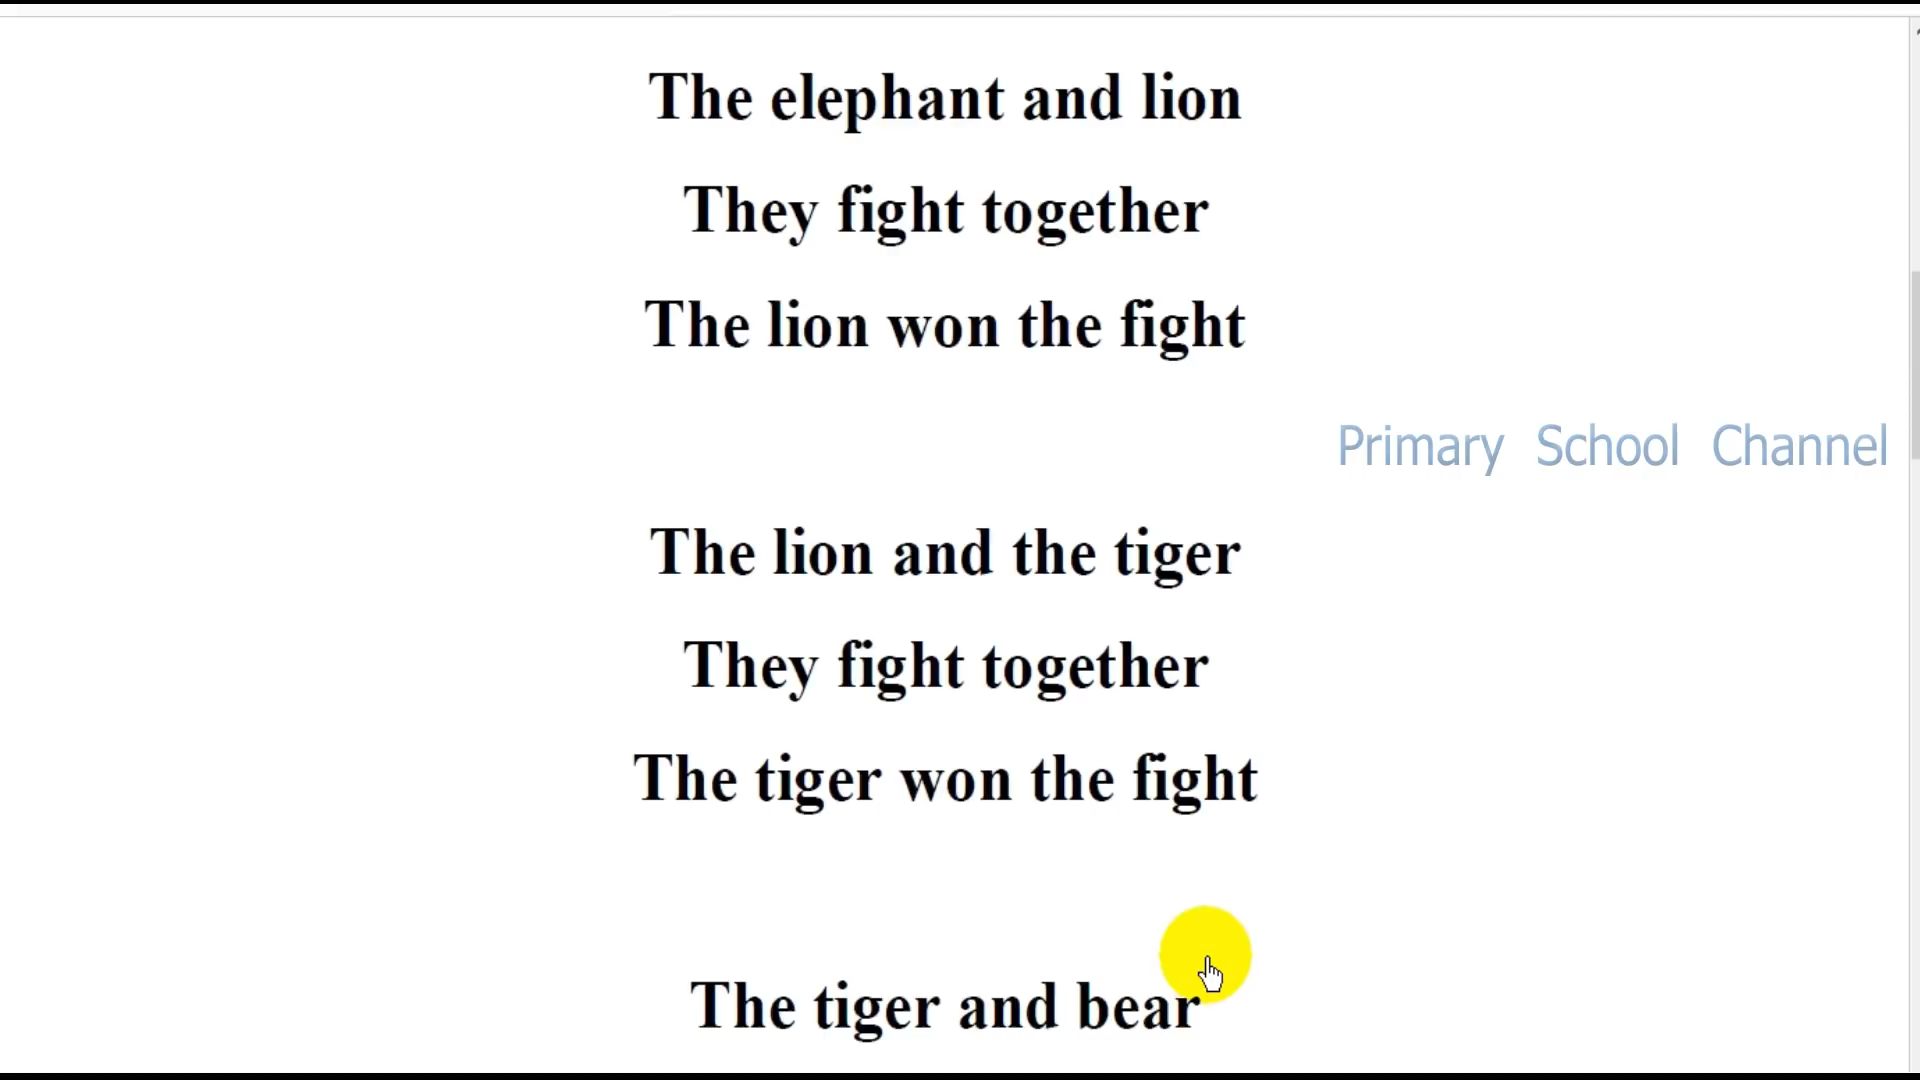 The elephant and lion
They fight together
The lion won the fight
Primary School Channel
The lion and the tiger
They fight together
The tiger won the fight
The tiger and bear